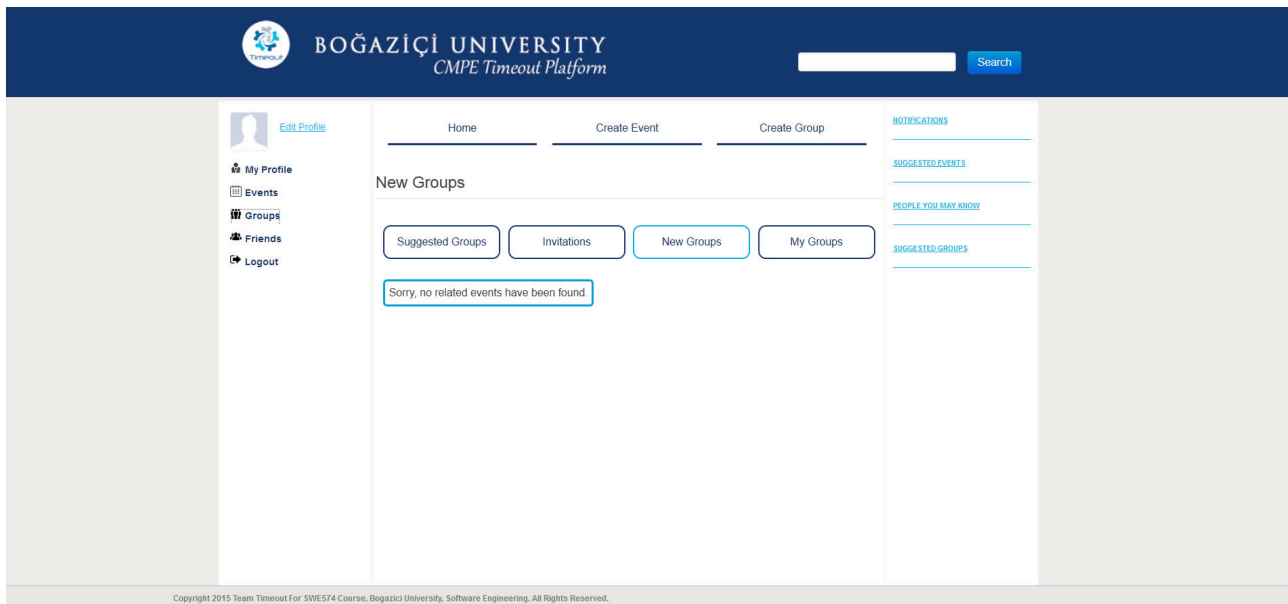 Timeout
BOĞAZİÇİ UNIVERSITY
CMPE Timeout Platform
Search
Edit Profile
My Profile
Events
Groups
Friends
Logout
Home
Create Event
Create Group
New Groups
Suggested Groups
Invitations
New Groups
My Groups
Sorry, no related events have been found.
NOTIFICATIONS
SUGGESTED EVENTS
PEOPLE YOU MAY KNOW
SUGGESTED GROUPS
Copyright 2015 Team Timeout For SWE574 Course, Bogazici University, Software Engineering. All Rights Reserved.